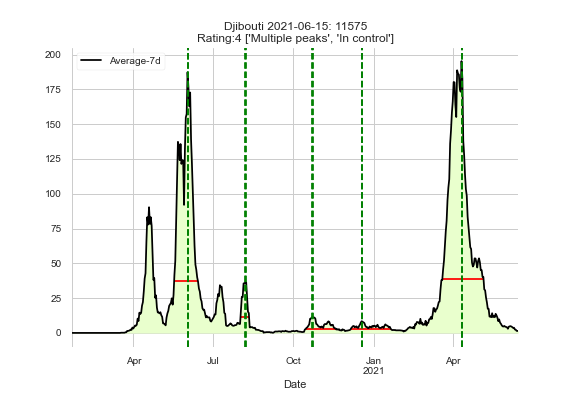 Djibouti 2021-06-15: 11575
Rating:4 ['Multiple peaks', 'In control']
Average-7d
200
175
150
125
100
75
50
25
0
Apr Jul Oct Jan Apr
2021
Date